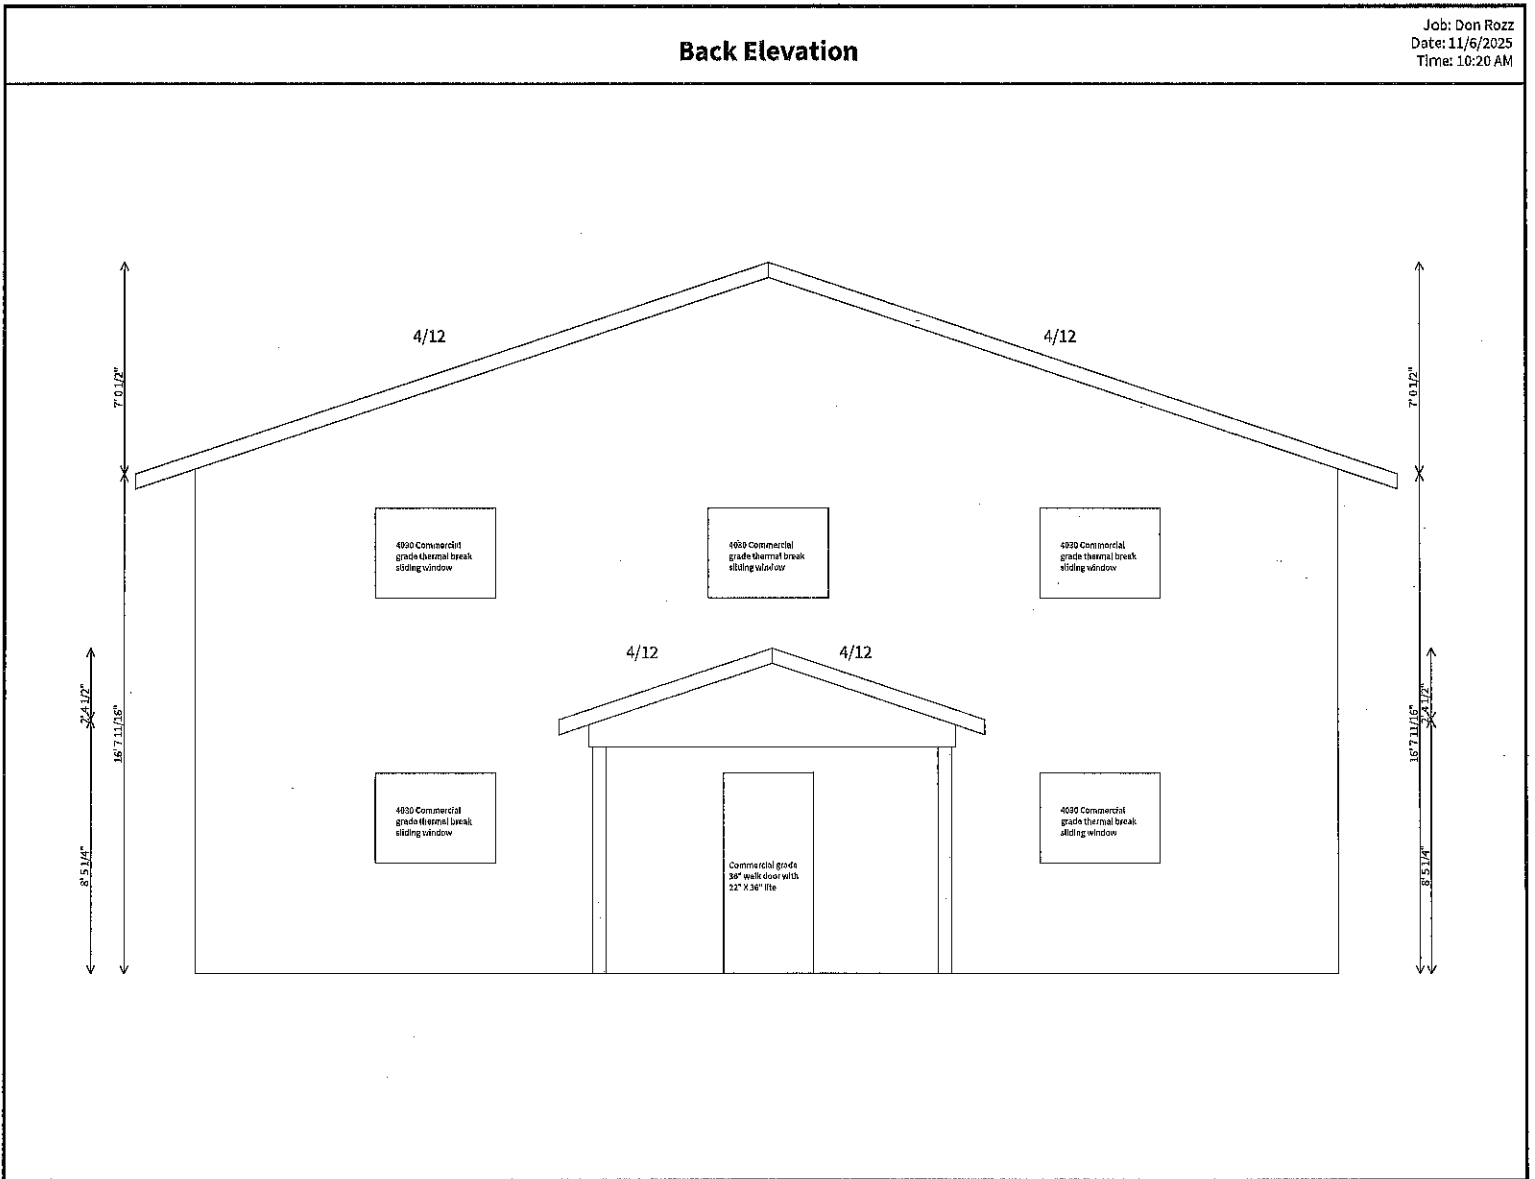 Back Elevation
Job: Don Rozz
Date: 11/6/2025
Time: 10:20 AM
4/12
4/12
7' 0 1/2"
7' 0 1/2"
4030 Commercial
grade thermal break
sliding window
4030 Commercial
grade thermal break
sliding window
4030 Commercial
grade thermal break
sliding window
4/12
4/12
2' 4 1/2"
16' 7 11/16"
16' 7 11/16"
2' 4 1/2"
4030 Commercial
grade thermal break
sliding window
Commercial grade
36" walk door with
22" X 36" lite
4030 Commercial
grade thermal break
sliding window
8' 5 1/4"
8' 5 1/4"